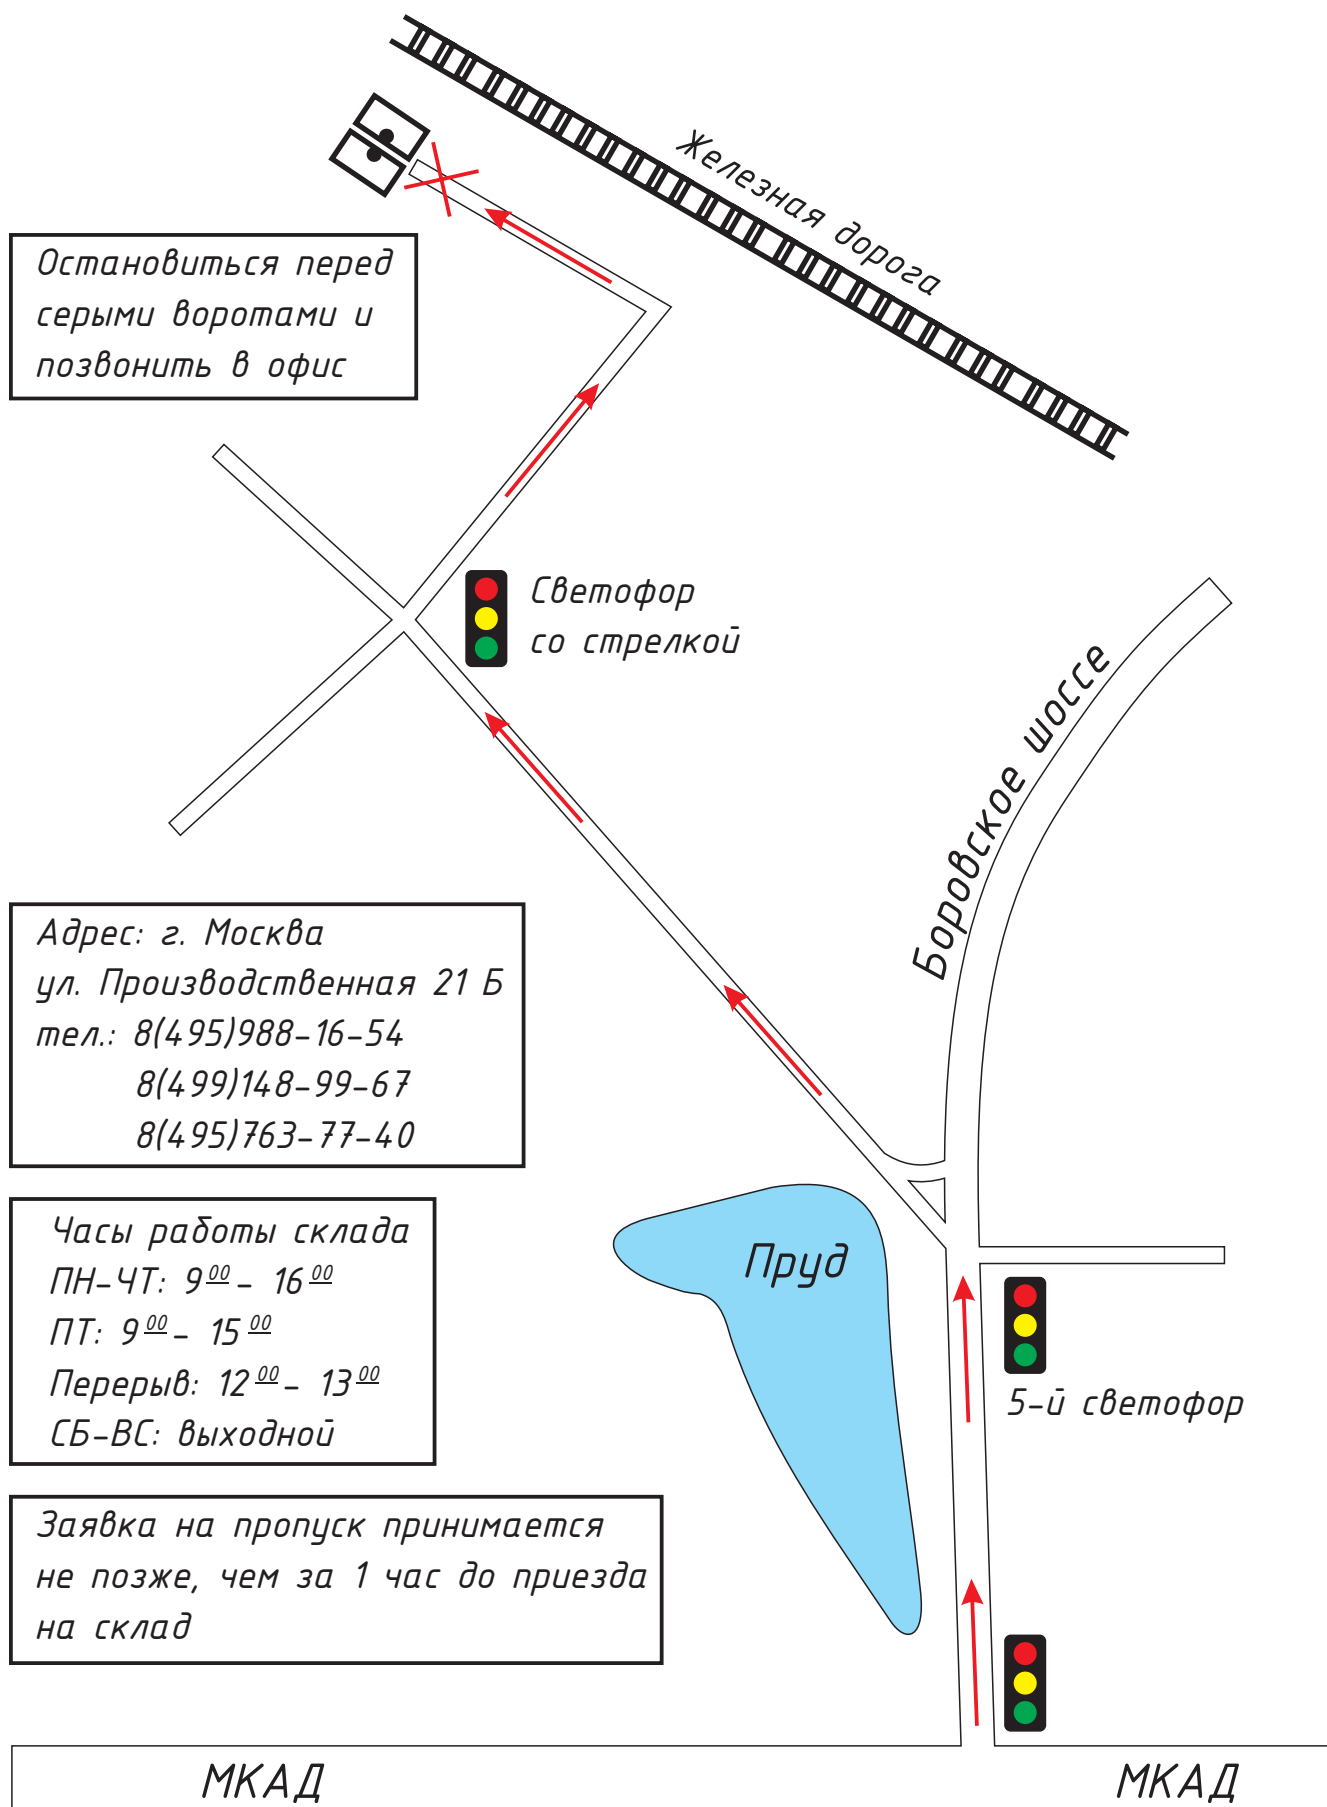 Железная дорога
Остановиться перед
серыми воротами и
позвонить в офис
Светофор
со стрелкой
Боровское шоссе
Адрес: г. Москва
ул. Производственная 21 Б
тел.: 8(495)988-16-54
8(499)148-99-67
8(495)763-77-40
Часы работы склада
ПН-ЧТ: 9 00 - 16 00
ПТ: 9 00 - 15 00
Перерыв: 12 00 - 13 00
СБ-ВС: выходной
Пруд
5-й светофор
Заявка на пропуск принимается
не позже, чем за 1 час до приезда
на склад
МКАД
МКАД